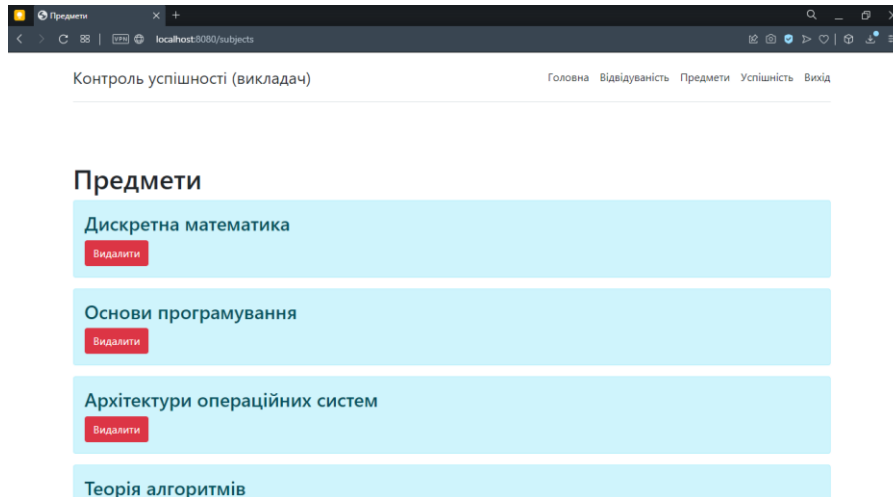 Предмети
VPN localhost:8080/subjects
Контроль успішності (викладач) Головна Відвідуваність Предмети Успішність Вихід
Предмети
Дискретна математика
Видалити
Основи програмування
Видалити
Архітектури операційних систем
Видалити
Теорія алгоритмів